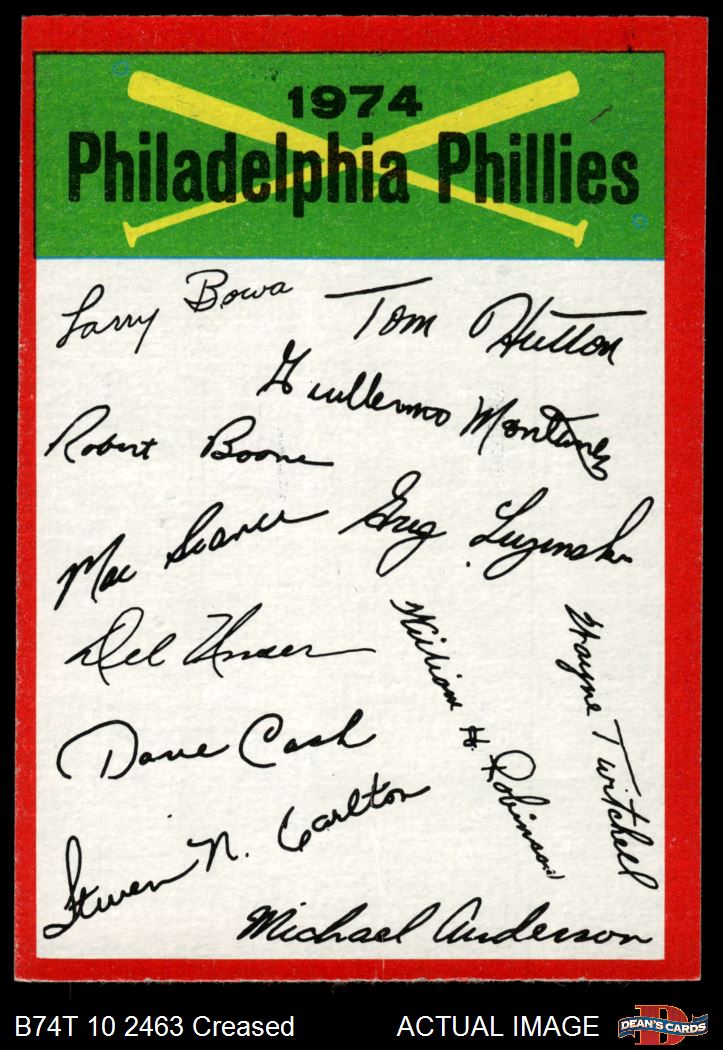 1974
Philadelphia Phillies
Larry Bowa
Tom Hutton
Guillermo Montanez
Robert Boone
Mac Scarce
Greg Luzinski
Del Unser
William H. Robinson
Wayne Twitchell
Dave Cash
Steven N. Carlton
Michael Anderson
B74T 10 2463 Creased
ACTUAL IMAGE
D
DEAN'S CARDS